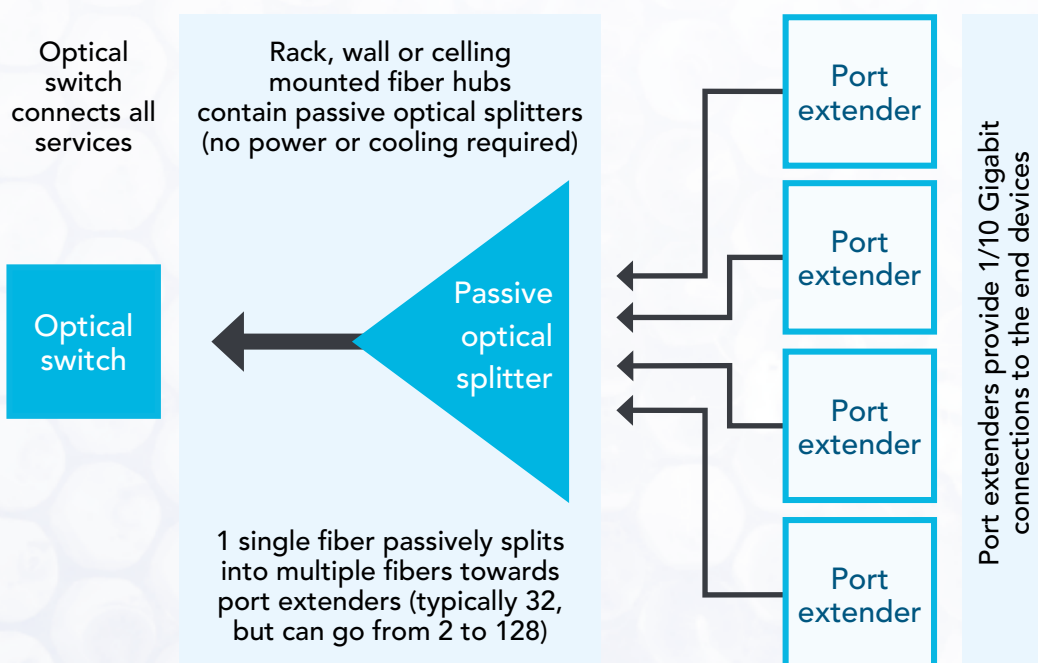 Optical
switch
connects all
services
Optical
switch
Rack, wall or celling
mounted fiber hubs
contain passive optical splitters
(no power or cooling required)
Passive
optical
splitter
1 single fiber passively splits
into multiple fibers towards
port extenders (typically 32,
but can go from 2 to 128)
Port
extender
Port
extender
Port
extender
Port
extender
Port extenders provide 1/10 Gigabit
connections to the end devices